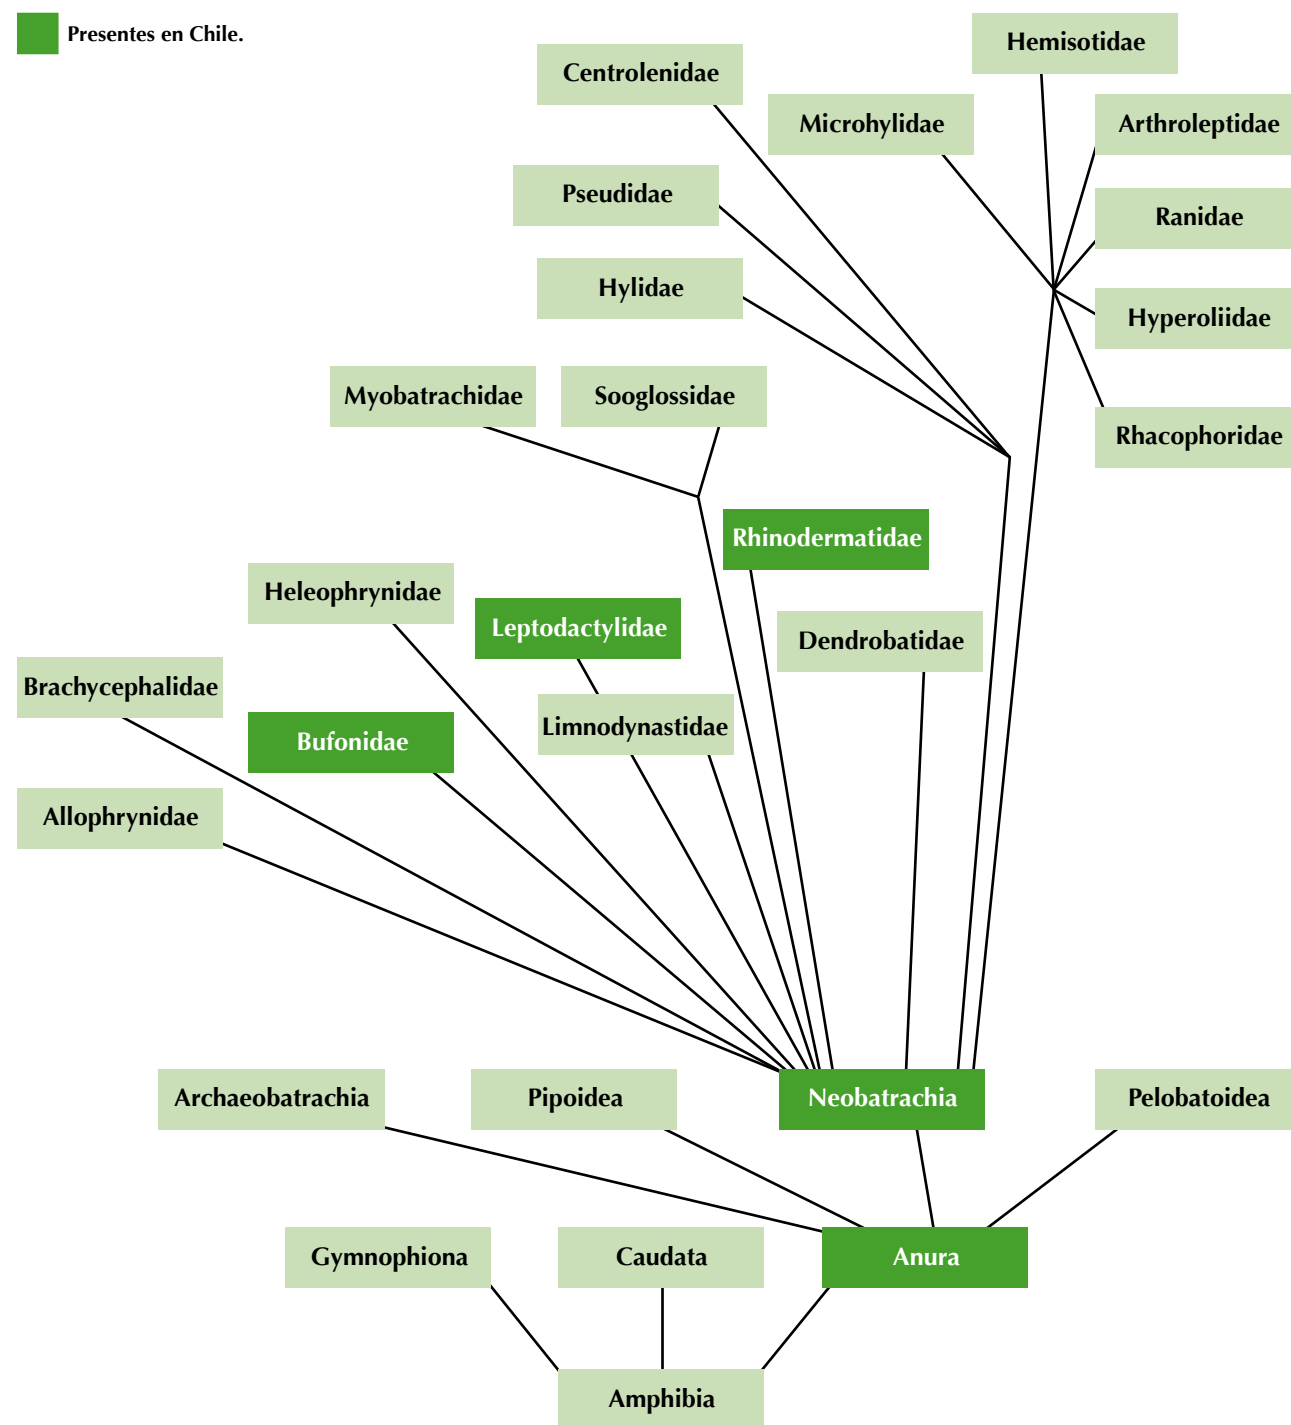 Presentes en Chile.
Hemisotidae
Centrolenidae
Microhylidae
Arthroleptidae
Pseudidae
Ranidae
Hylidae
Hyperoliidae
Myobatrachidae
Sooglossidae
Rhacophoridae
Rhinodermatidae
Heleophrynidae
Leptodactylidae
Dendrobatidae
Brachycephalidae
Bufonidae
Limnodynastidae
Allophrynidae
Archaeobatrachia
Pipoidea
Neobatrachia
Pelobatoidea
Gymnophiona
Caudata
Anura
Amphibia